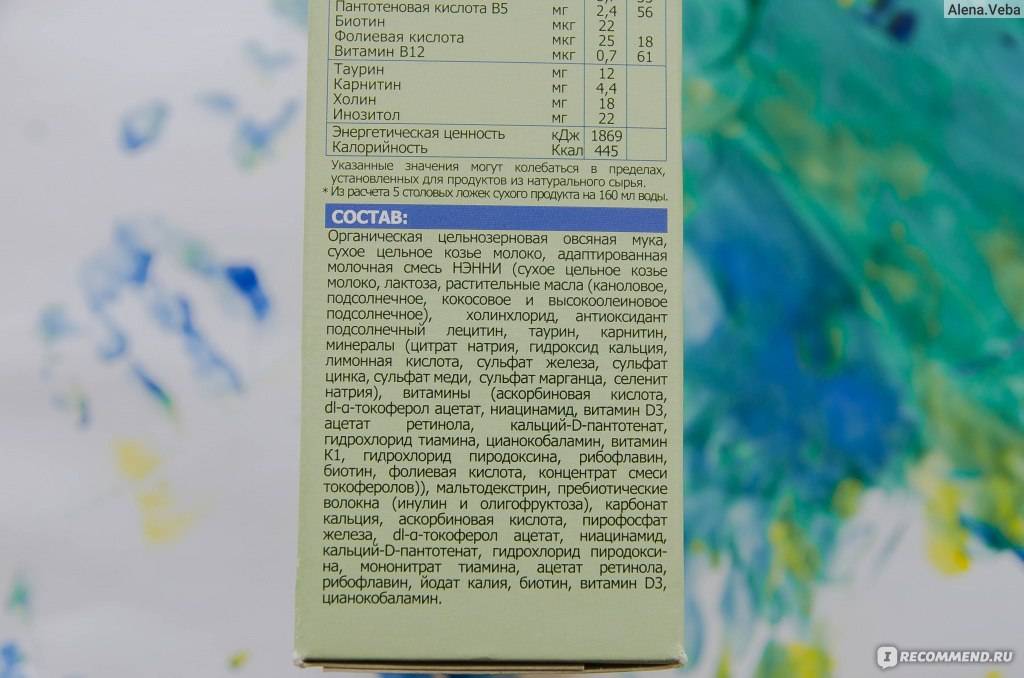 Alena.Veba
Пантотеновая кислота B5 мг 2,4 56
Биотин мкг 22
Фолиевая кислота мкг 25 18
Витамин B12 мкг 0,7 61
Таурин мг 12
Карнитин мг 4,4
Холин мг 18
Инозитол мг 22
Энергетическая ценность кДж 1869
Калорийность Ккал 445
Указанные значения могут колебаться в пределах,
установленных для продуктов из натурального сырья.
* Из расчета 5 столовых ложек сухого продукта на 160 мл воды.
СОСТАВ:
Органическая цельнозерновая овсяная мука,
сухое цельное козье молоко, адаптированная
молочная смесь НЭННИ (сухое цельное козье
молоко, лактоза, растительные масла (каноловое,
подсолнечное, кокосовое и высокоолеиновое
подсолнечное), холинхлорид, антиоксидант
подсолнечный лецитин, таурин, карнитин,
минералы (цитрат натрия, гидроксид кальция,
лимонная кислота, сульфат железа, сульфат
цинка, сульфат меди, сульфат марганца, селенит
натрия), витамины (аскорбиновая кислота,
dl-α-токоферол ацетат, ниацинамид, витамин D3,
ацетат ретинола, кальций-D-пантотенат,
гидрохлорид тиамина, цианокобаламин, витамин
К1, гидрохлорид пиродоксина, рибофлавин,
биотин, фолиевая кислота, концентрат смеси
токоферолов)), мальтодекстрин, пребиотические
волокна (инулин и олигофруктоза), карбонат
кальция, аскорбиновая кислота, пирофосфат
железа, dl-α-токоферол ацетат, ниацинамид,
кальций-D-пантотенат, гидрохлорид пиродокси-
на, мононитрат тиамина, ацетат ретинола,
рибофлавин, йодат калия, биотин, витамин D3,
цианокобаламин.
IRECOMMEND.RU